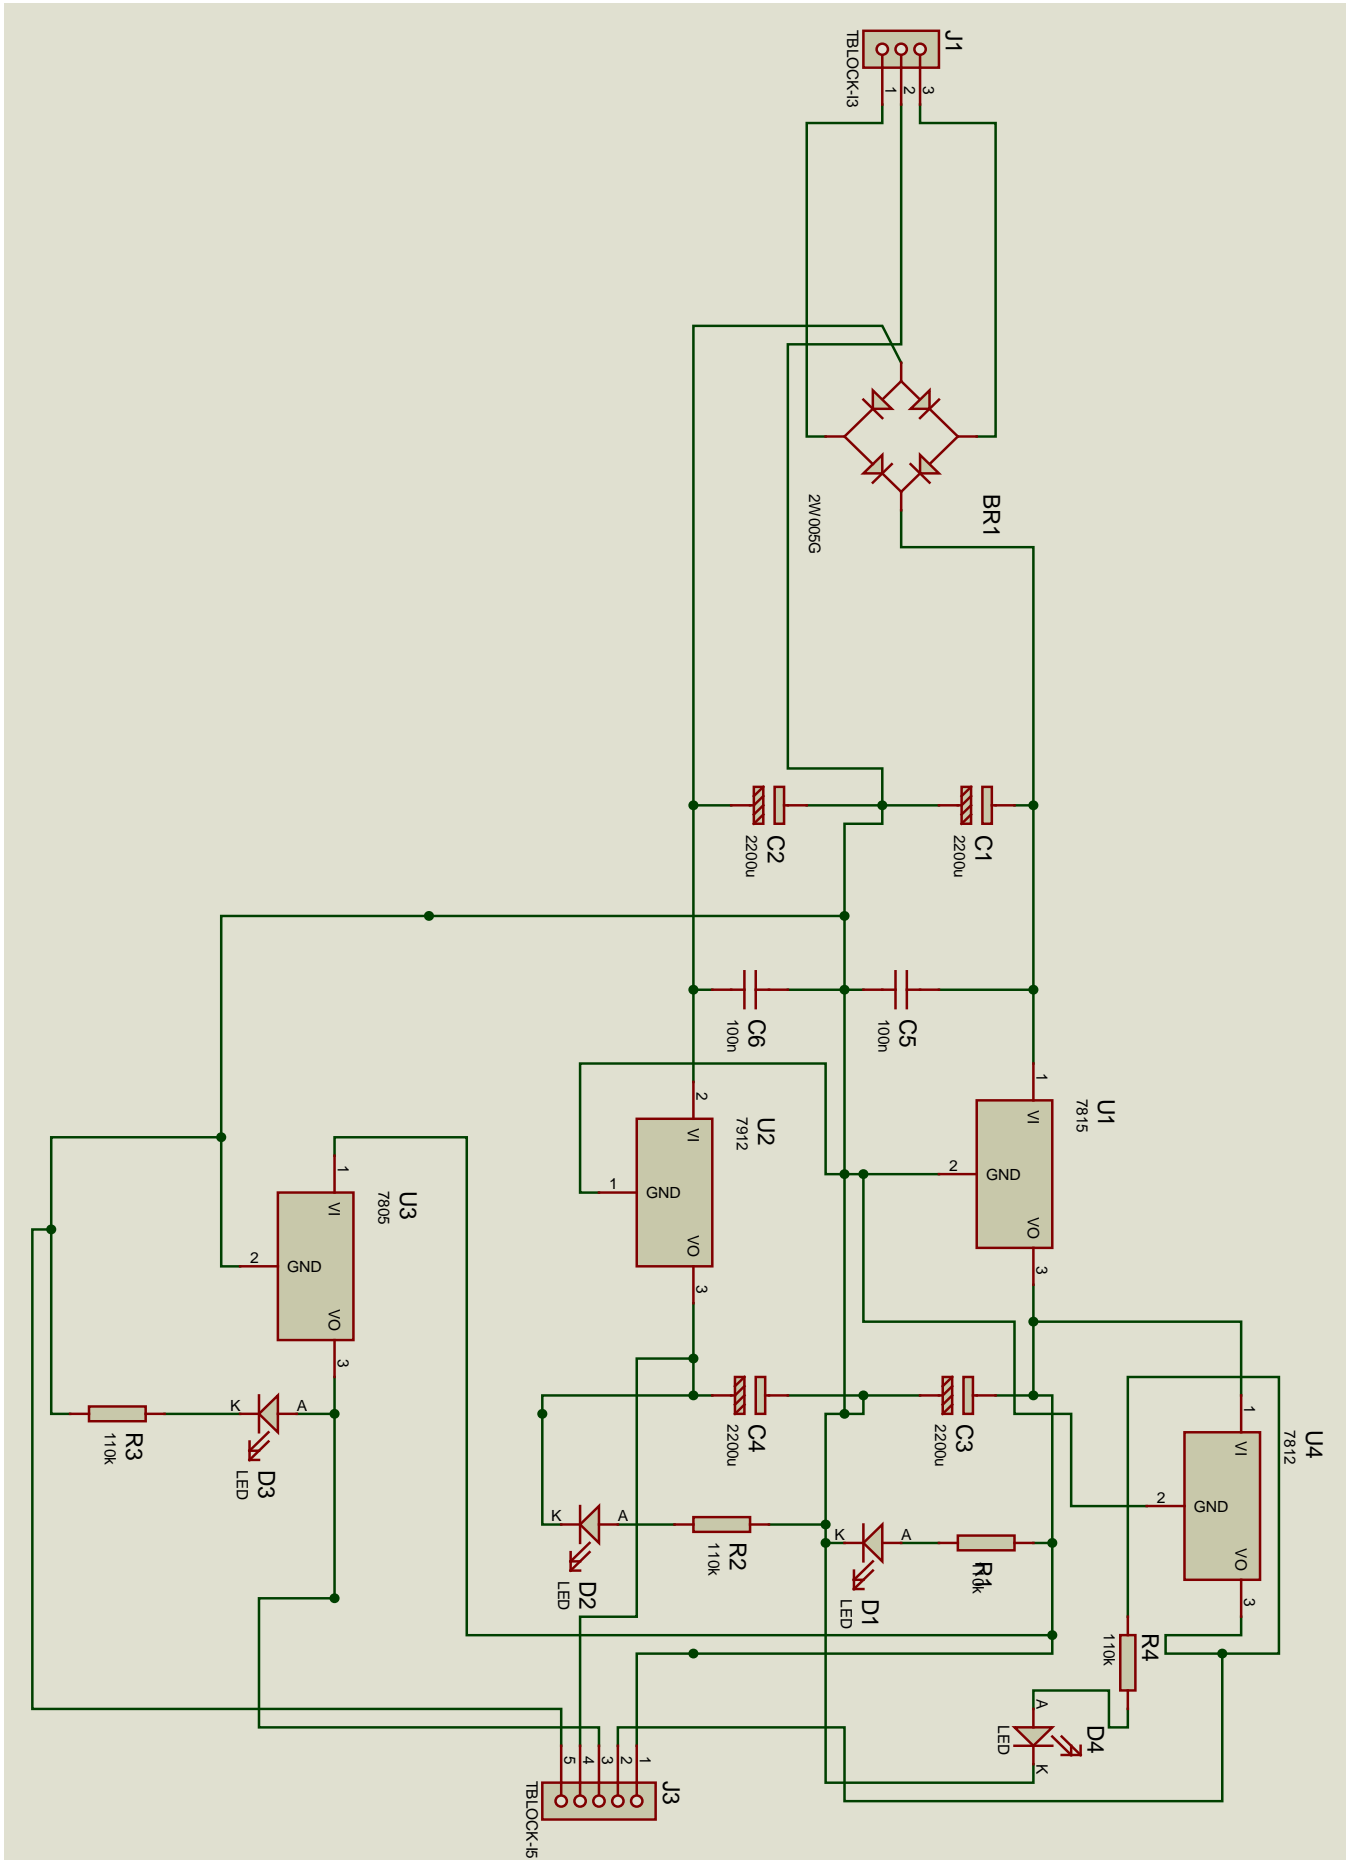 J1
TBLOCK-I3
1
2
3
BR1
2W005G
C2
2200u
C1
2200u
C6
100n
C5
100n
U1
7815
1
VI
2
GND
VO
3
U2
7912
2
VI
1
GND
VO
3
U3
7805
1
VI
2
GND
VO
3
U4
7812
1
VI
2
GND
VO
3
C4
2200u
C3
2200u
R3
110k
K
A
D3
LED
K
A
D2
LED
R2
110k
K
A
D1
LED
R1
R4
110k
A
K
D4
LED
5
4
3
2
1
J3
TBLOCK-I5